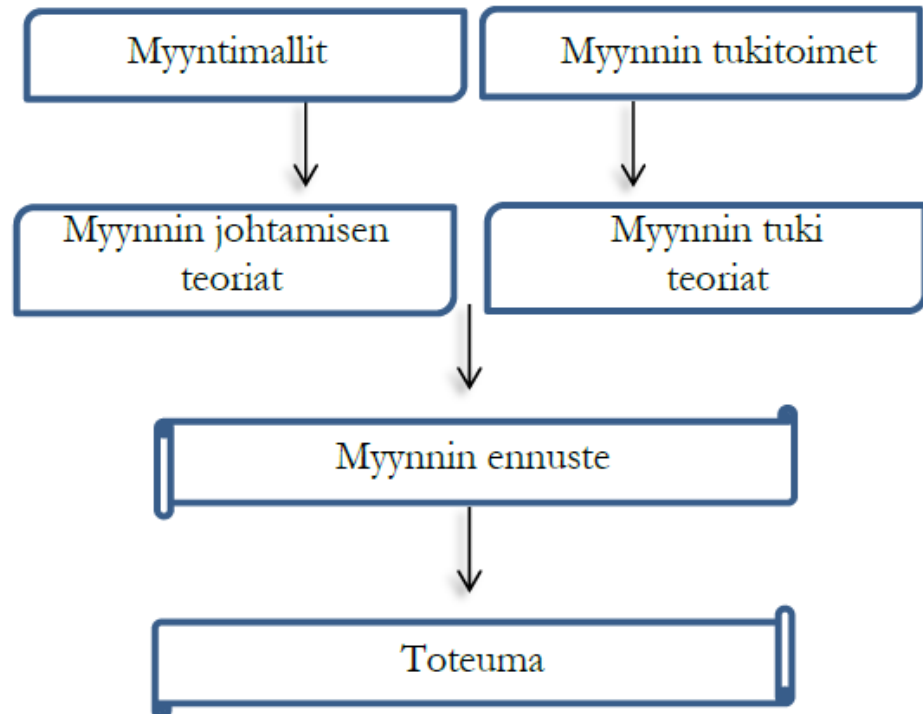 Myyntimallit
Myynnin tukitoimet
Myynnin johtamisen
teoriat
Myynnin tuki
teoriat
Myynnin ennuste
Toteuma